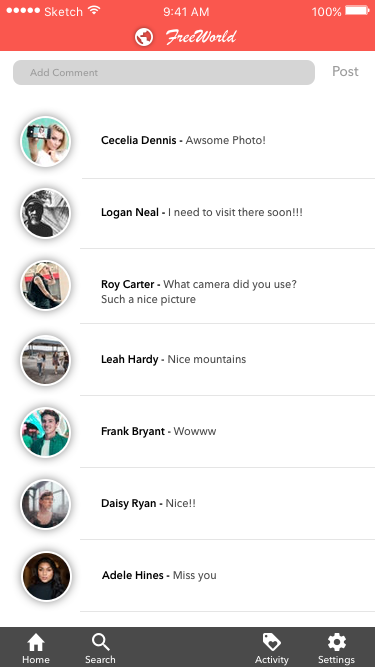 Sketch 9:41 AM 100%
FreeWorld
Add Comment Post
Cecelia Dennis - Awsome Photo!
Logan Neal - I need to visit there soon!!!
Roy Carter - What camera did you use?
Such a nice picture
Leah Hardy - Nice mountains
Frank Bryant - Wowww
Daisy Ryan - Nice!!
Adele Hines - Miss you
Home Search Activity Settings